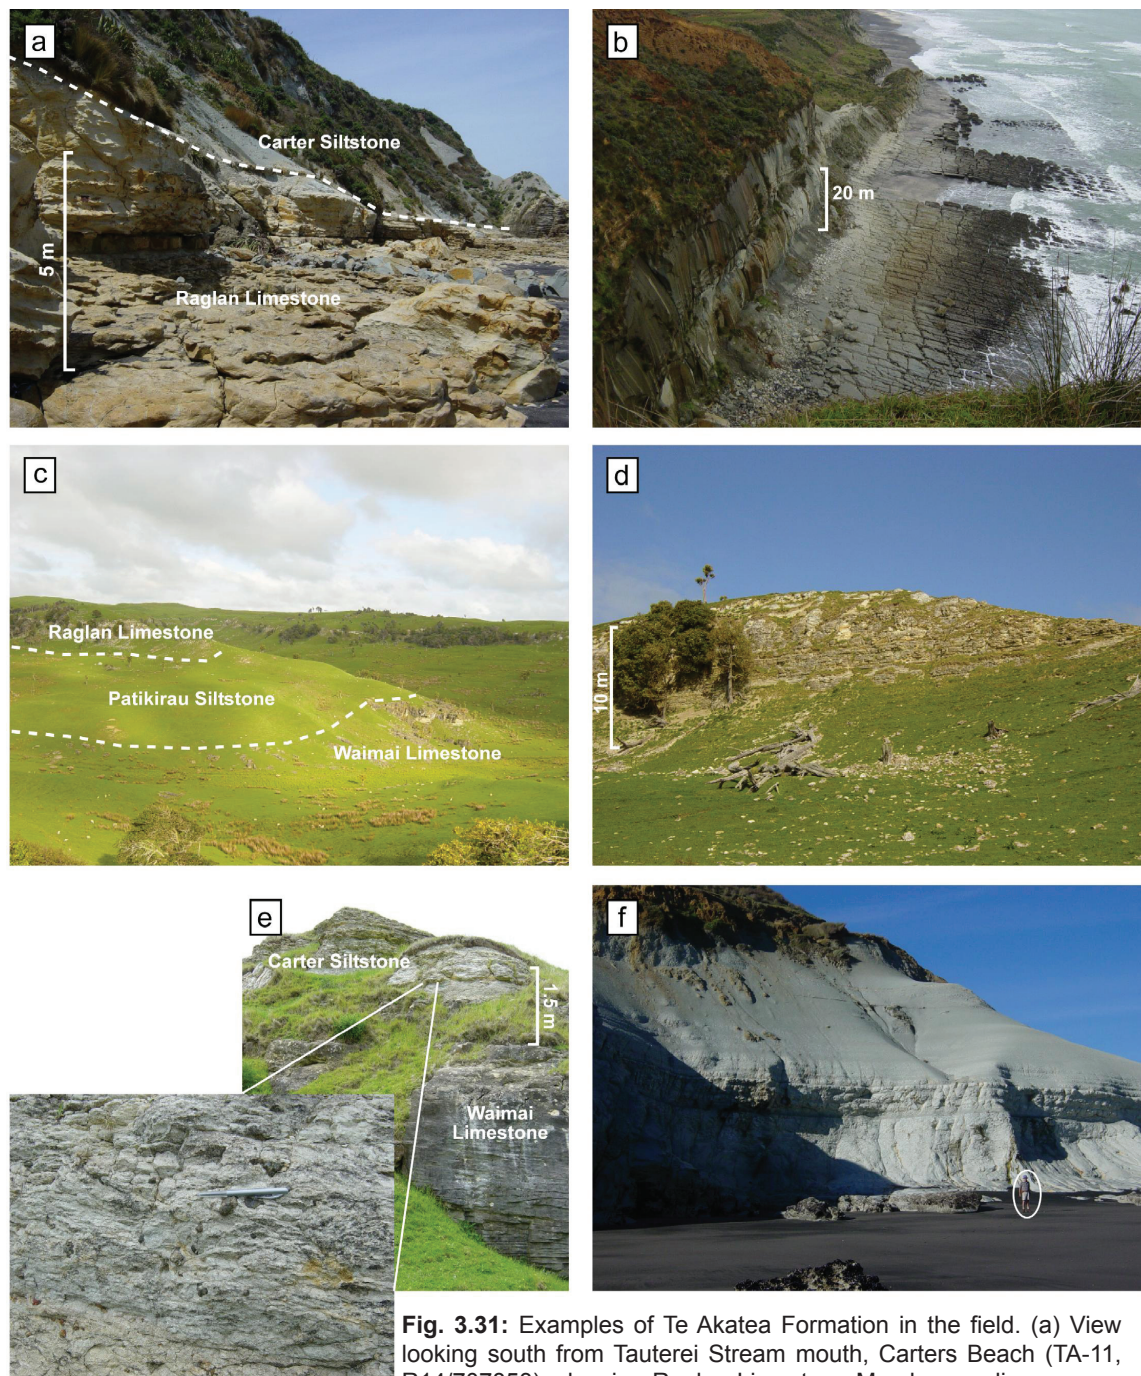 a
Carter Siltstone
5 m
Raglan Limestone
b
20 m
c
Raglan Limestone
Patikirau Siltstone
Waimai Limestone
d
10 m
e
Carter Siltstone
1.5 m
Waimai
Limestone
f
Fig. 3.31: Examples of Te Akatea Formation in the field. (a) View
looking south from Tauterei Stream mouth, Carters Beach (TA-11,